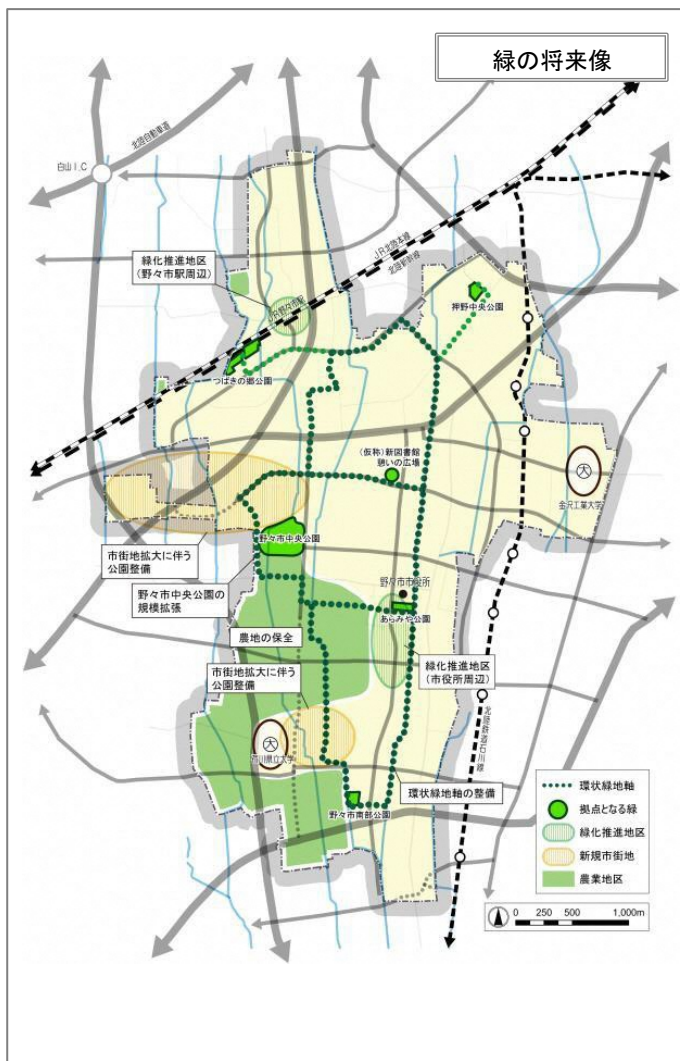 緑の将来像
北陸自動車道
白山I.C
JR北陸本線
北陸新幹線
緑化推進地区
(野々市駅周辺)
JR野々市駅
押野中央公園
つばきの郷公園
(仮称)新図書館
憩いの広場
大
金沢工業大学
市街地拡大に伴う
公園整備
野々市中央公園
野々市中央公園の
規模拡張
野々市市役所
あらみや公園
農地の保全
緑化推進地区
(市役所周辺)
市街地拡大に伴う
公園整備
北陸鉄道石川線
大
石川県立大学
環状緑地軸の整備
野々市南部公園
環状緑地軸
拠点となる緑
緑化推進地区
新規市街地
農業地区
0 250 500 1,000m